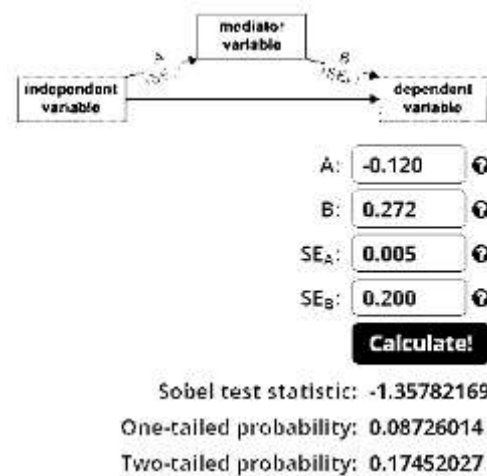 mediator
variable
A
B
independent
variable
dependent
variable
A: -0.120
B: 0.272
SEA: 0.005
SEB: 0.200
Calculate!
Sobel test statistic: -1.35782169
One-tailed probability: 0.08726014
Two-tailed probability: 0.17452027